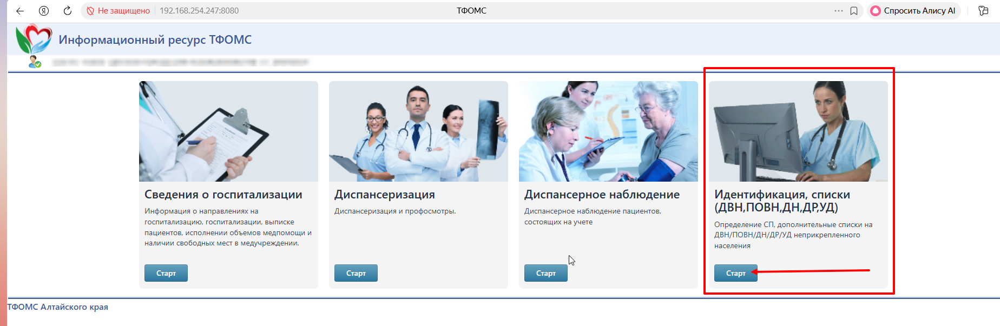 Не защищено
192.168.254.247:8080
ТФОМС
Спросить Алису AI
Информационный ресурс ТФОМС
Сведения о госпитализации
Информация о направлениях на
госпитализацию, госпитализации, выписке
пациентов, исполнении объемов медпомощи и
наличии свободных мест в медучреждении.
Старт
Диспансеризация
Диспансеризация и профосмотры.
Старт
Диспансерное наблюдение
Диспансерное наблюдение пациентов,
состоящих на учете
Старт
Идентификация, списки
(ДВН,ПОВН,ДН,ДР,УД)
Определение СП, дополнительные списки на
ДВН/ПОВН/ДН/ДР/УД неприкрепленного
населения
Старт
ТФОМС Алтайского края